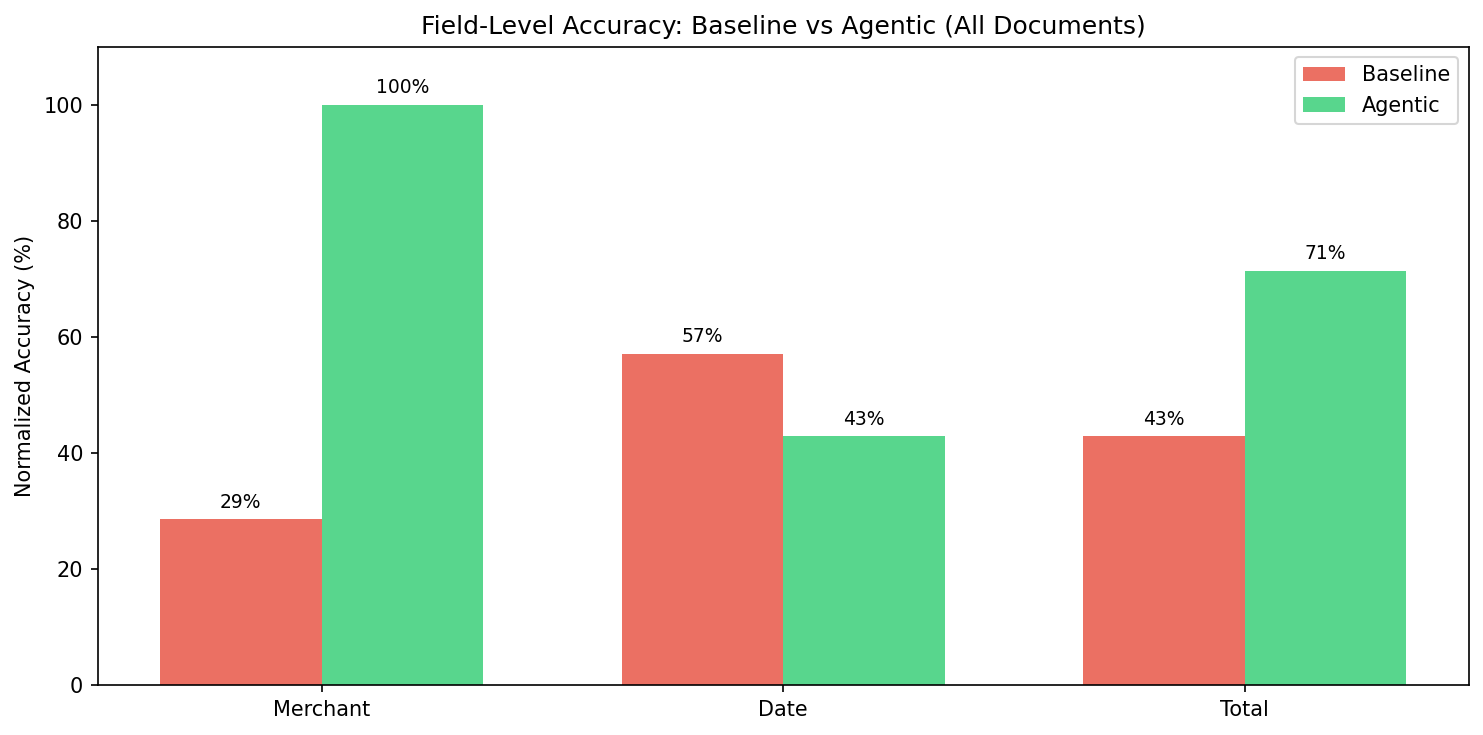 Field-Level Accuracy: Baseline vs Agentic (All Documents)
Baseline
Agentic
Normalized Accuracy (%)
100
80
60
40
20
0
29%
100%
57%
43%
43%
71%
Merchant
Date
Total